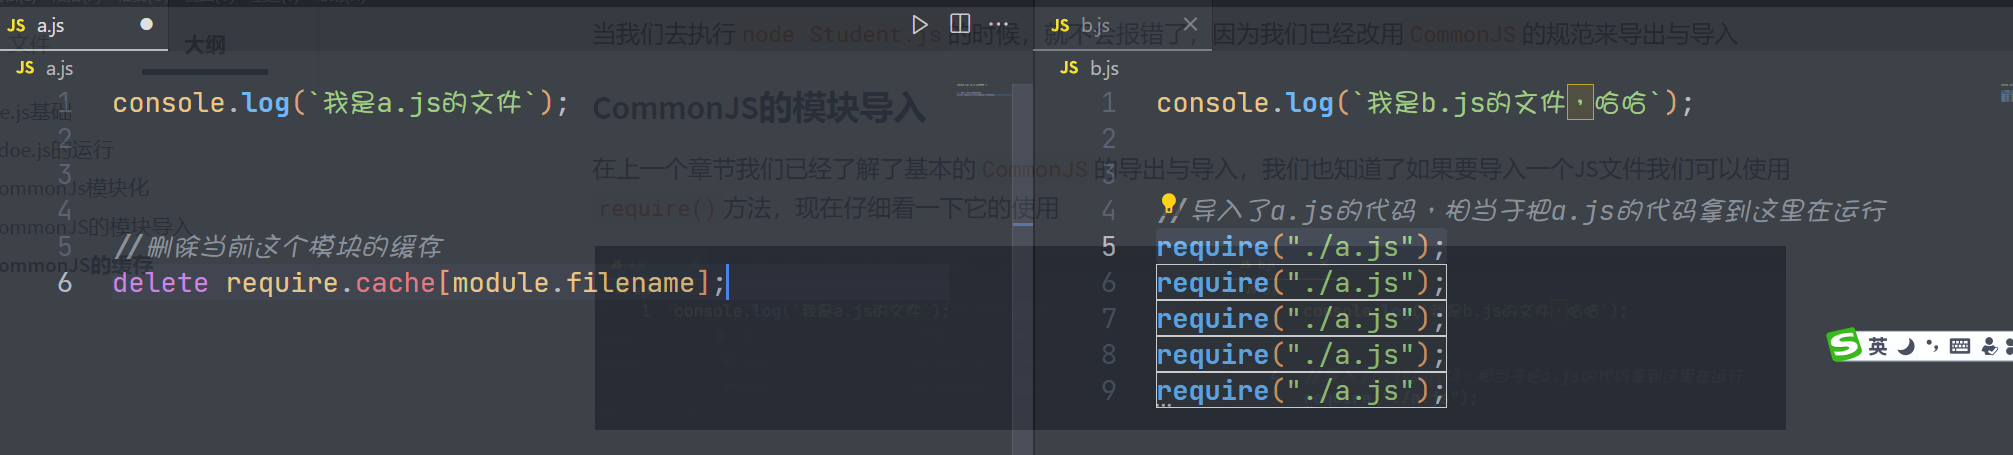 JS a.js
JS a.js
1 console.log(`我是a.js的文件`);
2
3
4
5 //删除当前这个模块的缓存
6 delete require.cache[module.filename];
JS b.js
JS b.js
1 console.log(`我是b.js的文件，哈哈`);
2
3
4 //导入了a.js的代码，相当于把a.js的代码拿到这里在运行
5 require("./a.js");
6 require("./a.js");
7 require("./a.js");
8 require("./a.js");
9 require("./a.js");
文件
大纲
e.js基础
doe.js的运行
ommonJs模块化
ommonJS的模块导入
ommonJS的缓存
当我们去执行 node Student.js 的时候，就不会报错了，因为我们已经改用 CommonJS 的规范来导出与导入
CommonJS的模块导入
在上一个章节我们已经了解了基本的 CommonJS 的导出与导入，我们也知道了如果要导入一个JS文件我们可以使用
require() 方法，现在仔细看一下它的使用
1 console.log(`我是a.js的文件`);
英